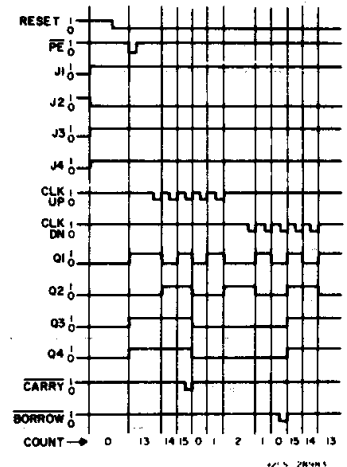 RESET 1 0
PE 1 0
J1 1 0
J2 1 0
J3 1 0
J4 1 0
CLK UP 1 0
CLK DN 1 0
Q1 1 0
Q2 1 0
Q3 1 0
Q4 1 0
CARRY 1 0
BORROW 1 0
COUNT → 0 13 14 15 0 1 2 1 0 15 14 13